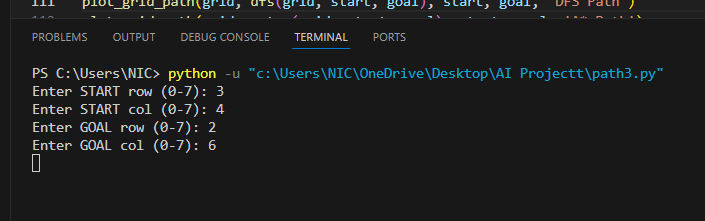 111 plot_grid_path(grid, dfs(grid, start, goal), start, goal, "DFS Path")
PROBLEMS OUTPUT DEBUG CONSOLE TERMINAL PORTS
PS C:\Users\NIC> python -u "c:\Users\NIC\OneDrive\Desktop\AI Projectt\path3.py"
Enter START row (0-7): 3
Enter START col (0-7): 4
Enter GOAL row (0-7): 2
Enter GOAL col (0-7): 6